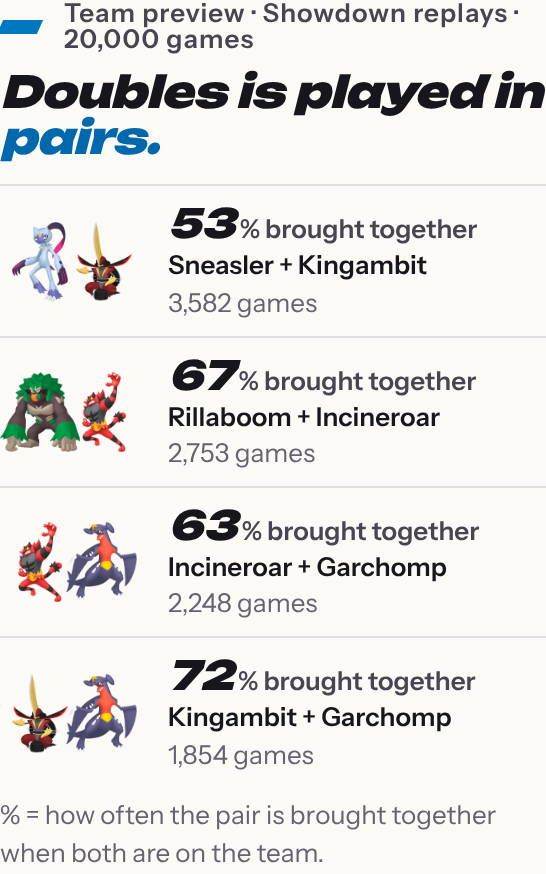 Team preview · Showdown replays ·
20,000 games
Doubles is played in
pairs.
53% brought together
Sneasler + Kingambit
3,582 games
67% brought together
Rillaboom + Incineroar
2,753 games
63% brought together
Incineroar + Garchomp
2,248 games
72% brought together
Kingambit + Garchomp
1,854 games
% = how often the pair is brought together
when both are on the team.